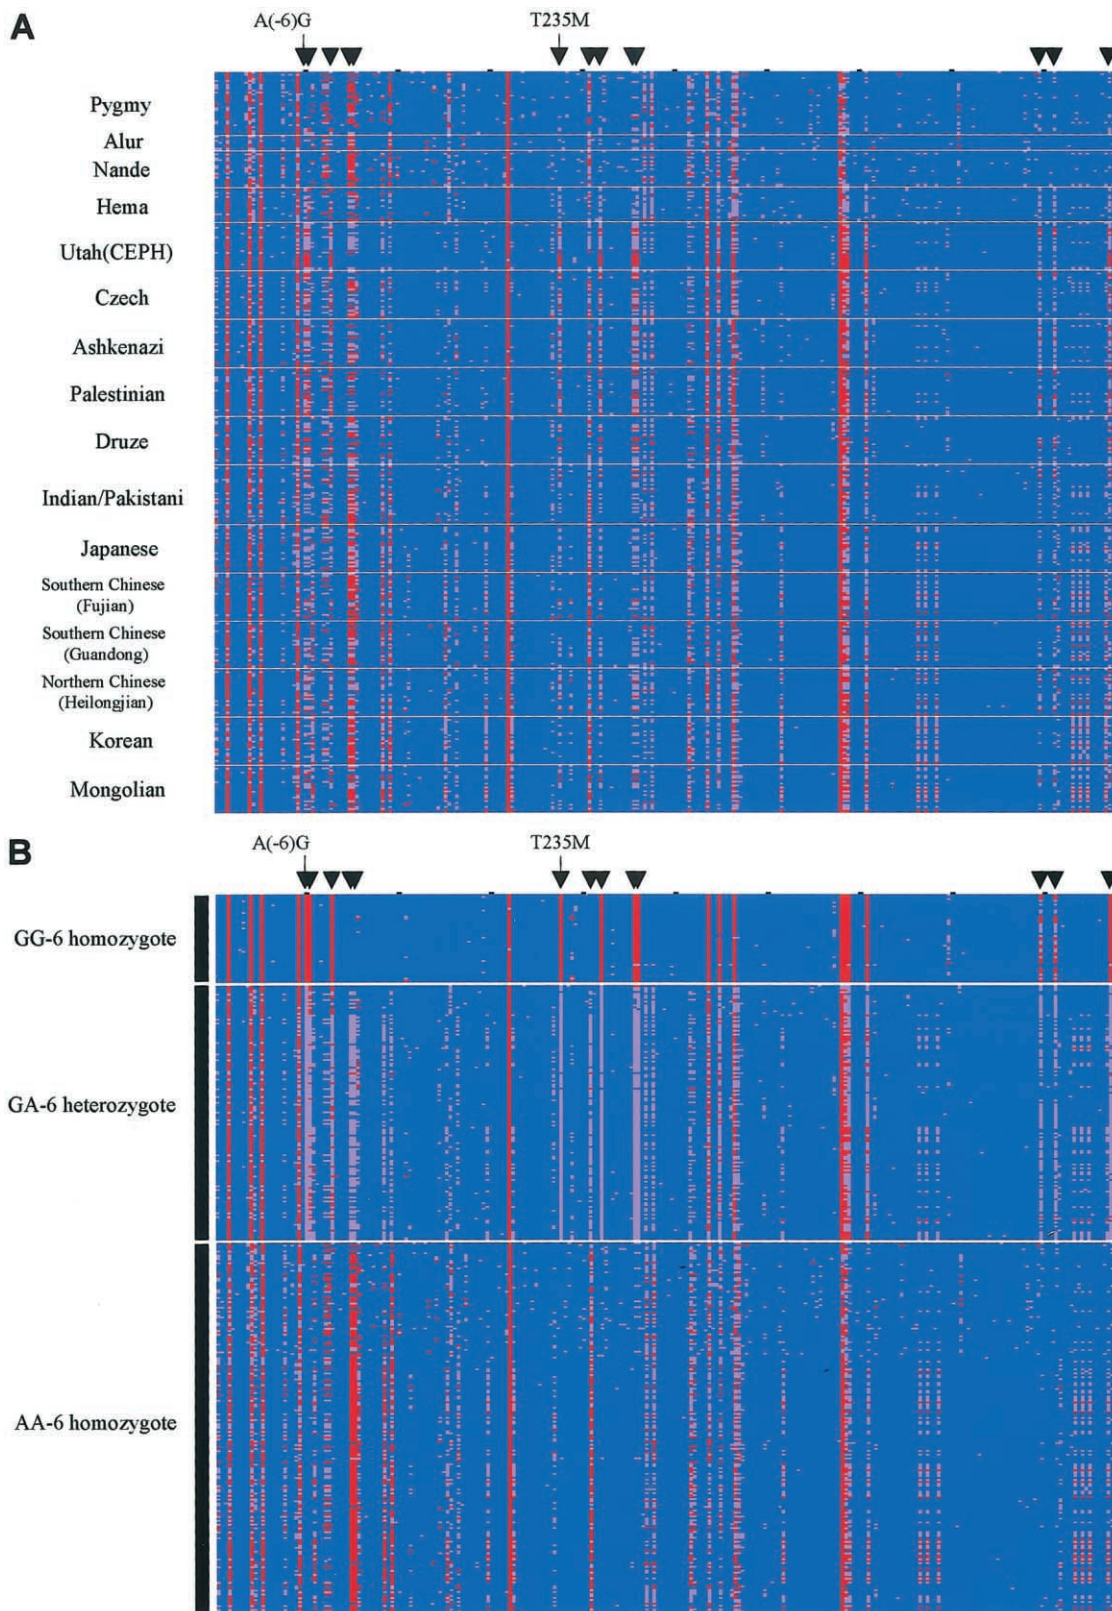 A
A(-6)G T235M
Pygmy
Alur
Nande
Hema
Utah(CEPH)
Czech
Ashkenazi
Palestinian
Druze
Indian/Pakistani
Japanese
Southern Chinese
(Fujian)
Southern Chinese
(Guandong)
Northern Chinese
(Heilongjian)
Korean
Mongolian
B
A(-6)G T235M
GG-6 homozygote
GA-6 heterozygote
AA-6 homozygote